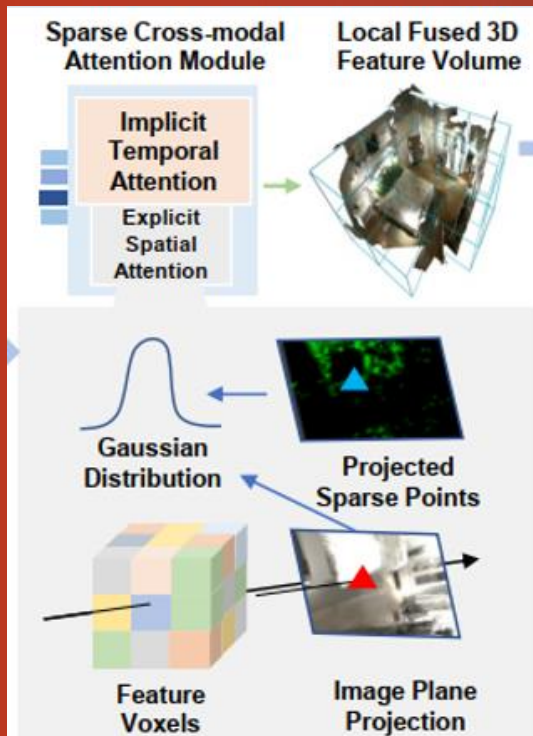 Sparse Cross-modal
Attention Module
Local Fused 3D
Feature Volume
Implicit
Temporal
Attention
Explicit
Spatial
Attention
Gaussian
Distribution
Projected
Sparse Points
Feature
Voxels
Image Plane
Projection